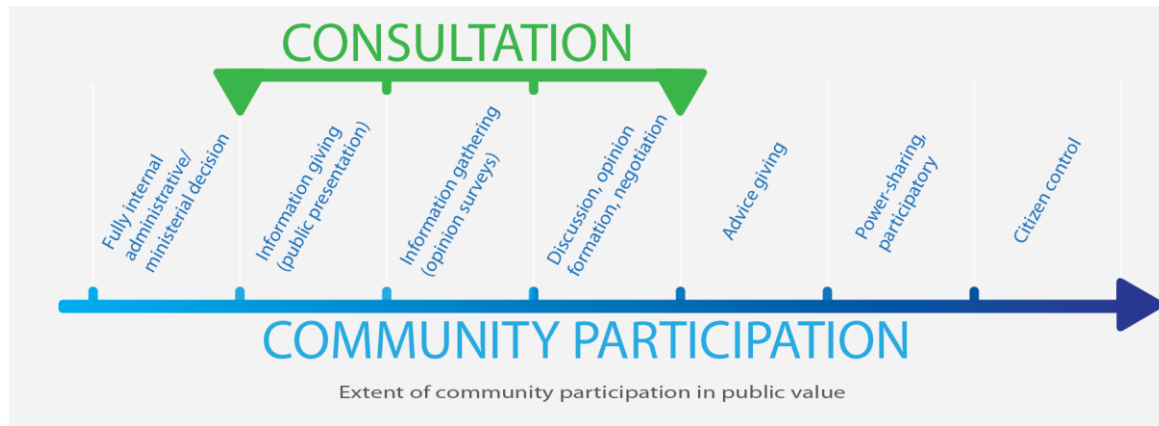 CONSULTATION
Fully internal
administrative/
ministerial decision
Information giving
(public presentation)
Information gathering
(opinion surveys)
Discussion, opinion
formation, negotiation
Advice giving
Power-sharing,
participatory
Citizen control
COMMUNITY PARTICIPATION
Extent of community participation in public value